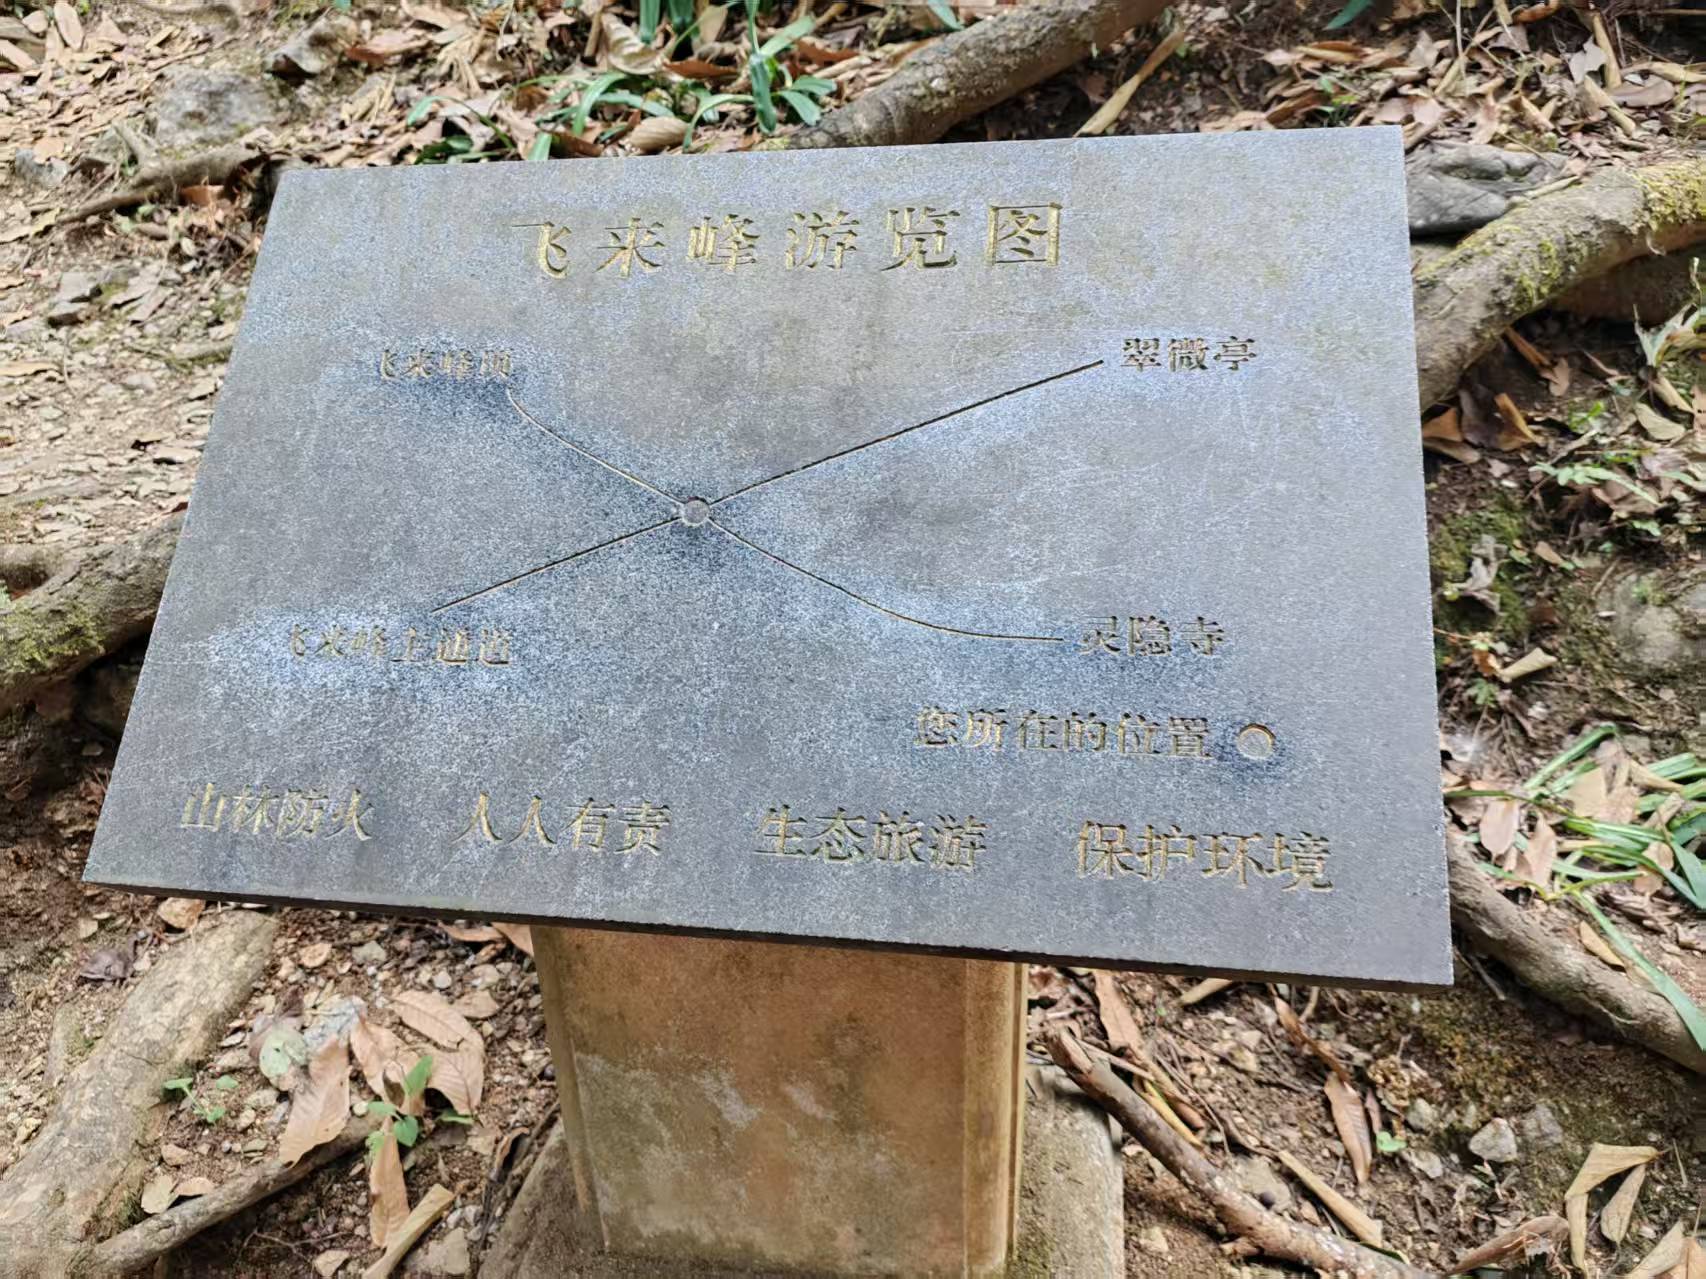 飞来峰游览图
飞来峰顶
翠微亭
飞来峰主通道
灵隐寺
您所在的位置
山林防火 人人有责 生态旅游 保护环境